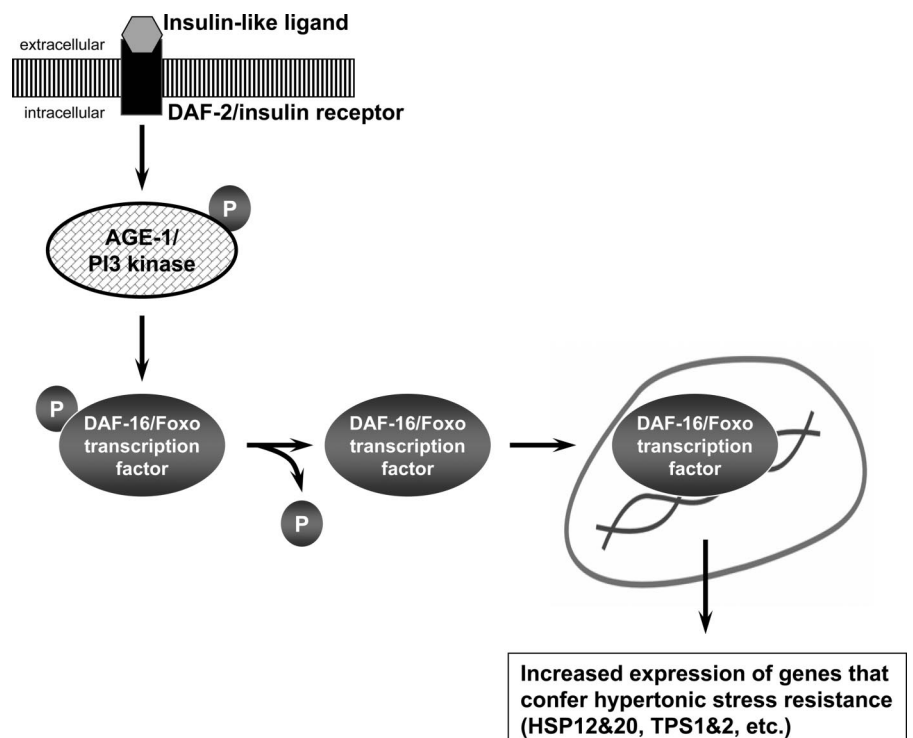 Insulin-like ligand
extracellular
intracellular
DAF-2/insulin receptor
P
AGE-1/
PI3 kinase
P
DAF-16/Foxo
transcription
factor
P
DAF-16/Foxo
transcription
factor
DAF-16/Foxo
transcription
factor
Increased expression of genes that
confer hypertonic stress resistance
(HSP12&20, TPS1&2, etc.)